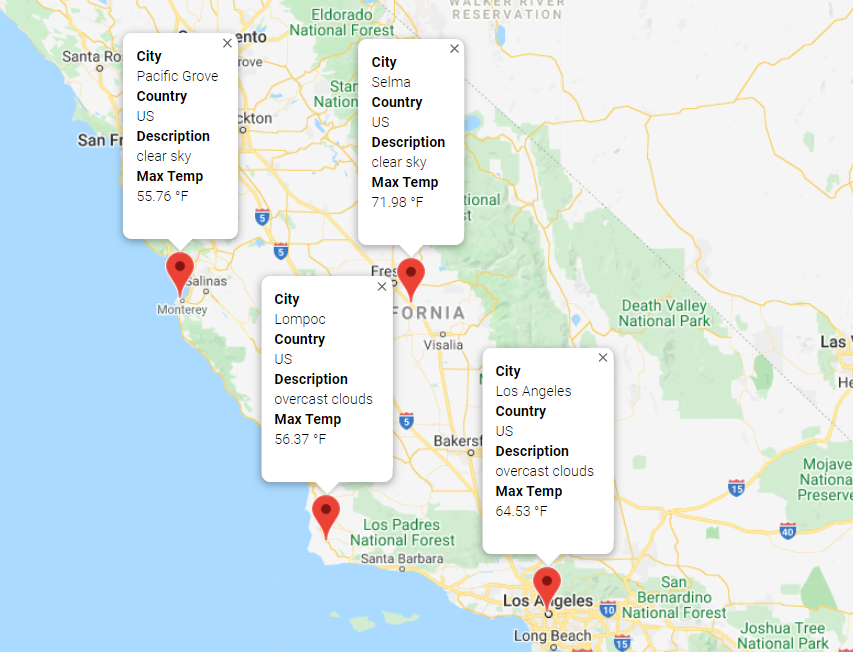 WALKER RIVER
RESERVATION
Eldorado
National Forest
Santa Ro
ento
City
Pacific Grove
Country
US
Description
clear sky
Max Temp
55.76 °F
City
Selma
Country
US
Description
clear sky
Max Temp
71.98 °F
rove
Stan
Nation
ckton
San Fr
tional
st
5
5
Salinas
Monterey
Fres
FORNIA
Visalia
City
Lompoc
Country
US
Description
overcast clouds
Max Temp
56.37 °F
Death Valley
National Park
Las V
He
City
Los Angeles
Country
US
Description
overcast clouds
Max Temp
64.53 °F
N
5
Bakersf
15
Mojave
Nationa
Preserve
40
Los Padres
National Forest
Santa Barbara
San
Bernardino
National Forest
Los Angeles
10
Long Beach
15
Joshua Tree
National Park